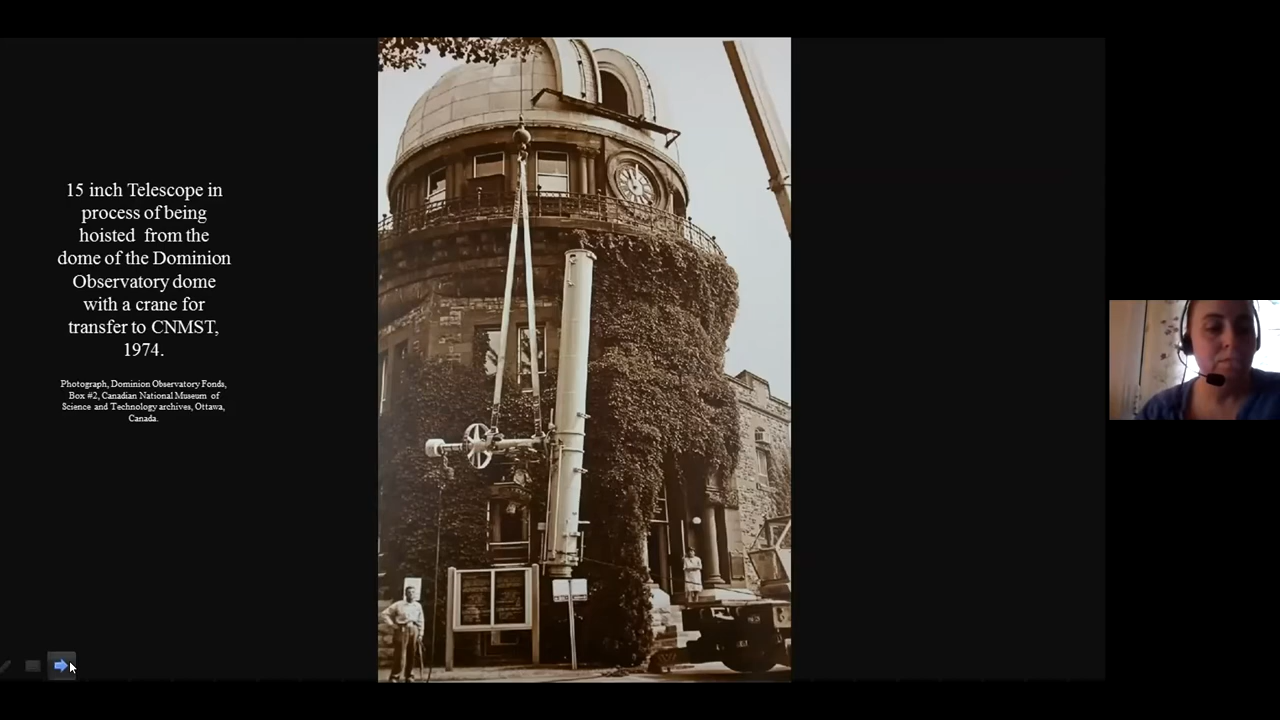 15 inch Telescope in
process of being
hoisted from the
dome of the Dominion
Observatory dome
with a crane for
transfer to CNMST,
1974.
Photograph, Dominion Observatory Fonds,
Box #2, Canadian National Museum of
Science and Technology archives, Ottawa,
Canada.